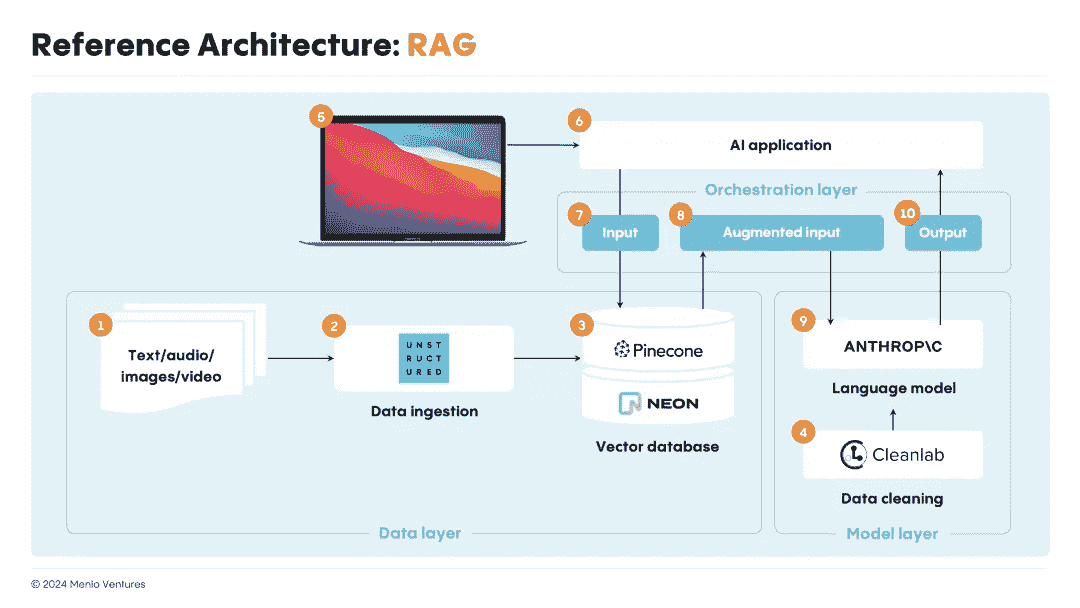 Reference Architecture: RAG
5
6
AI application
Orchestration layer
7
Input
8
Augmented input
10
Output
1
Text/audio/
images/video
2
UNST
RUCT
URED
Data ingestion
3
Pinecone
NEON
Vector database
9
ANTHROP\C
Language model
4
Cleanlab
Data cleaning
Data layer
Model layer
© 2024 Menlo Ventures